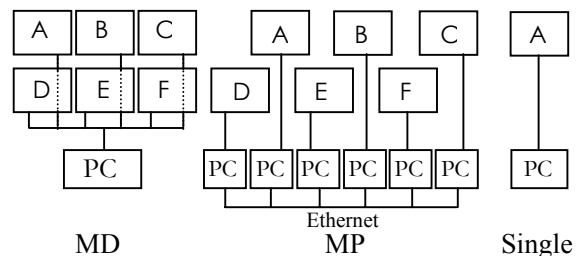 A B C A B C A
D E F D E F
PC PC PC PC PC PC PC PC
Ethernet
MD MP Single